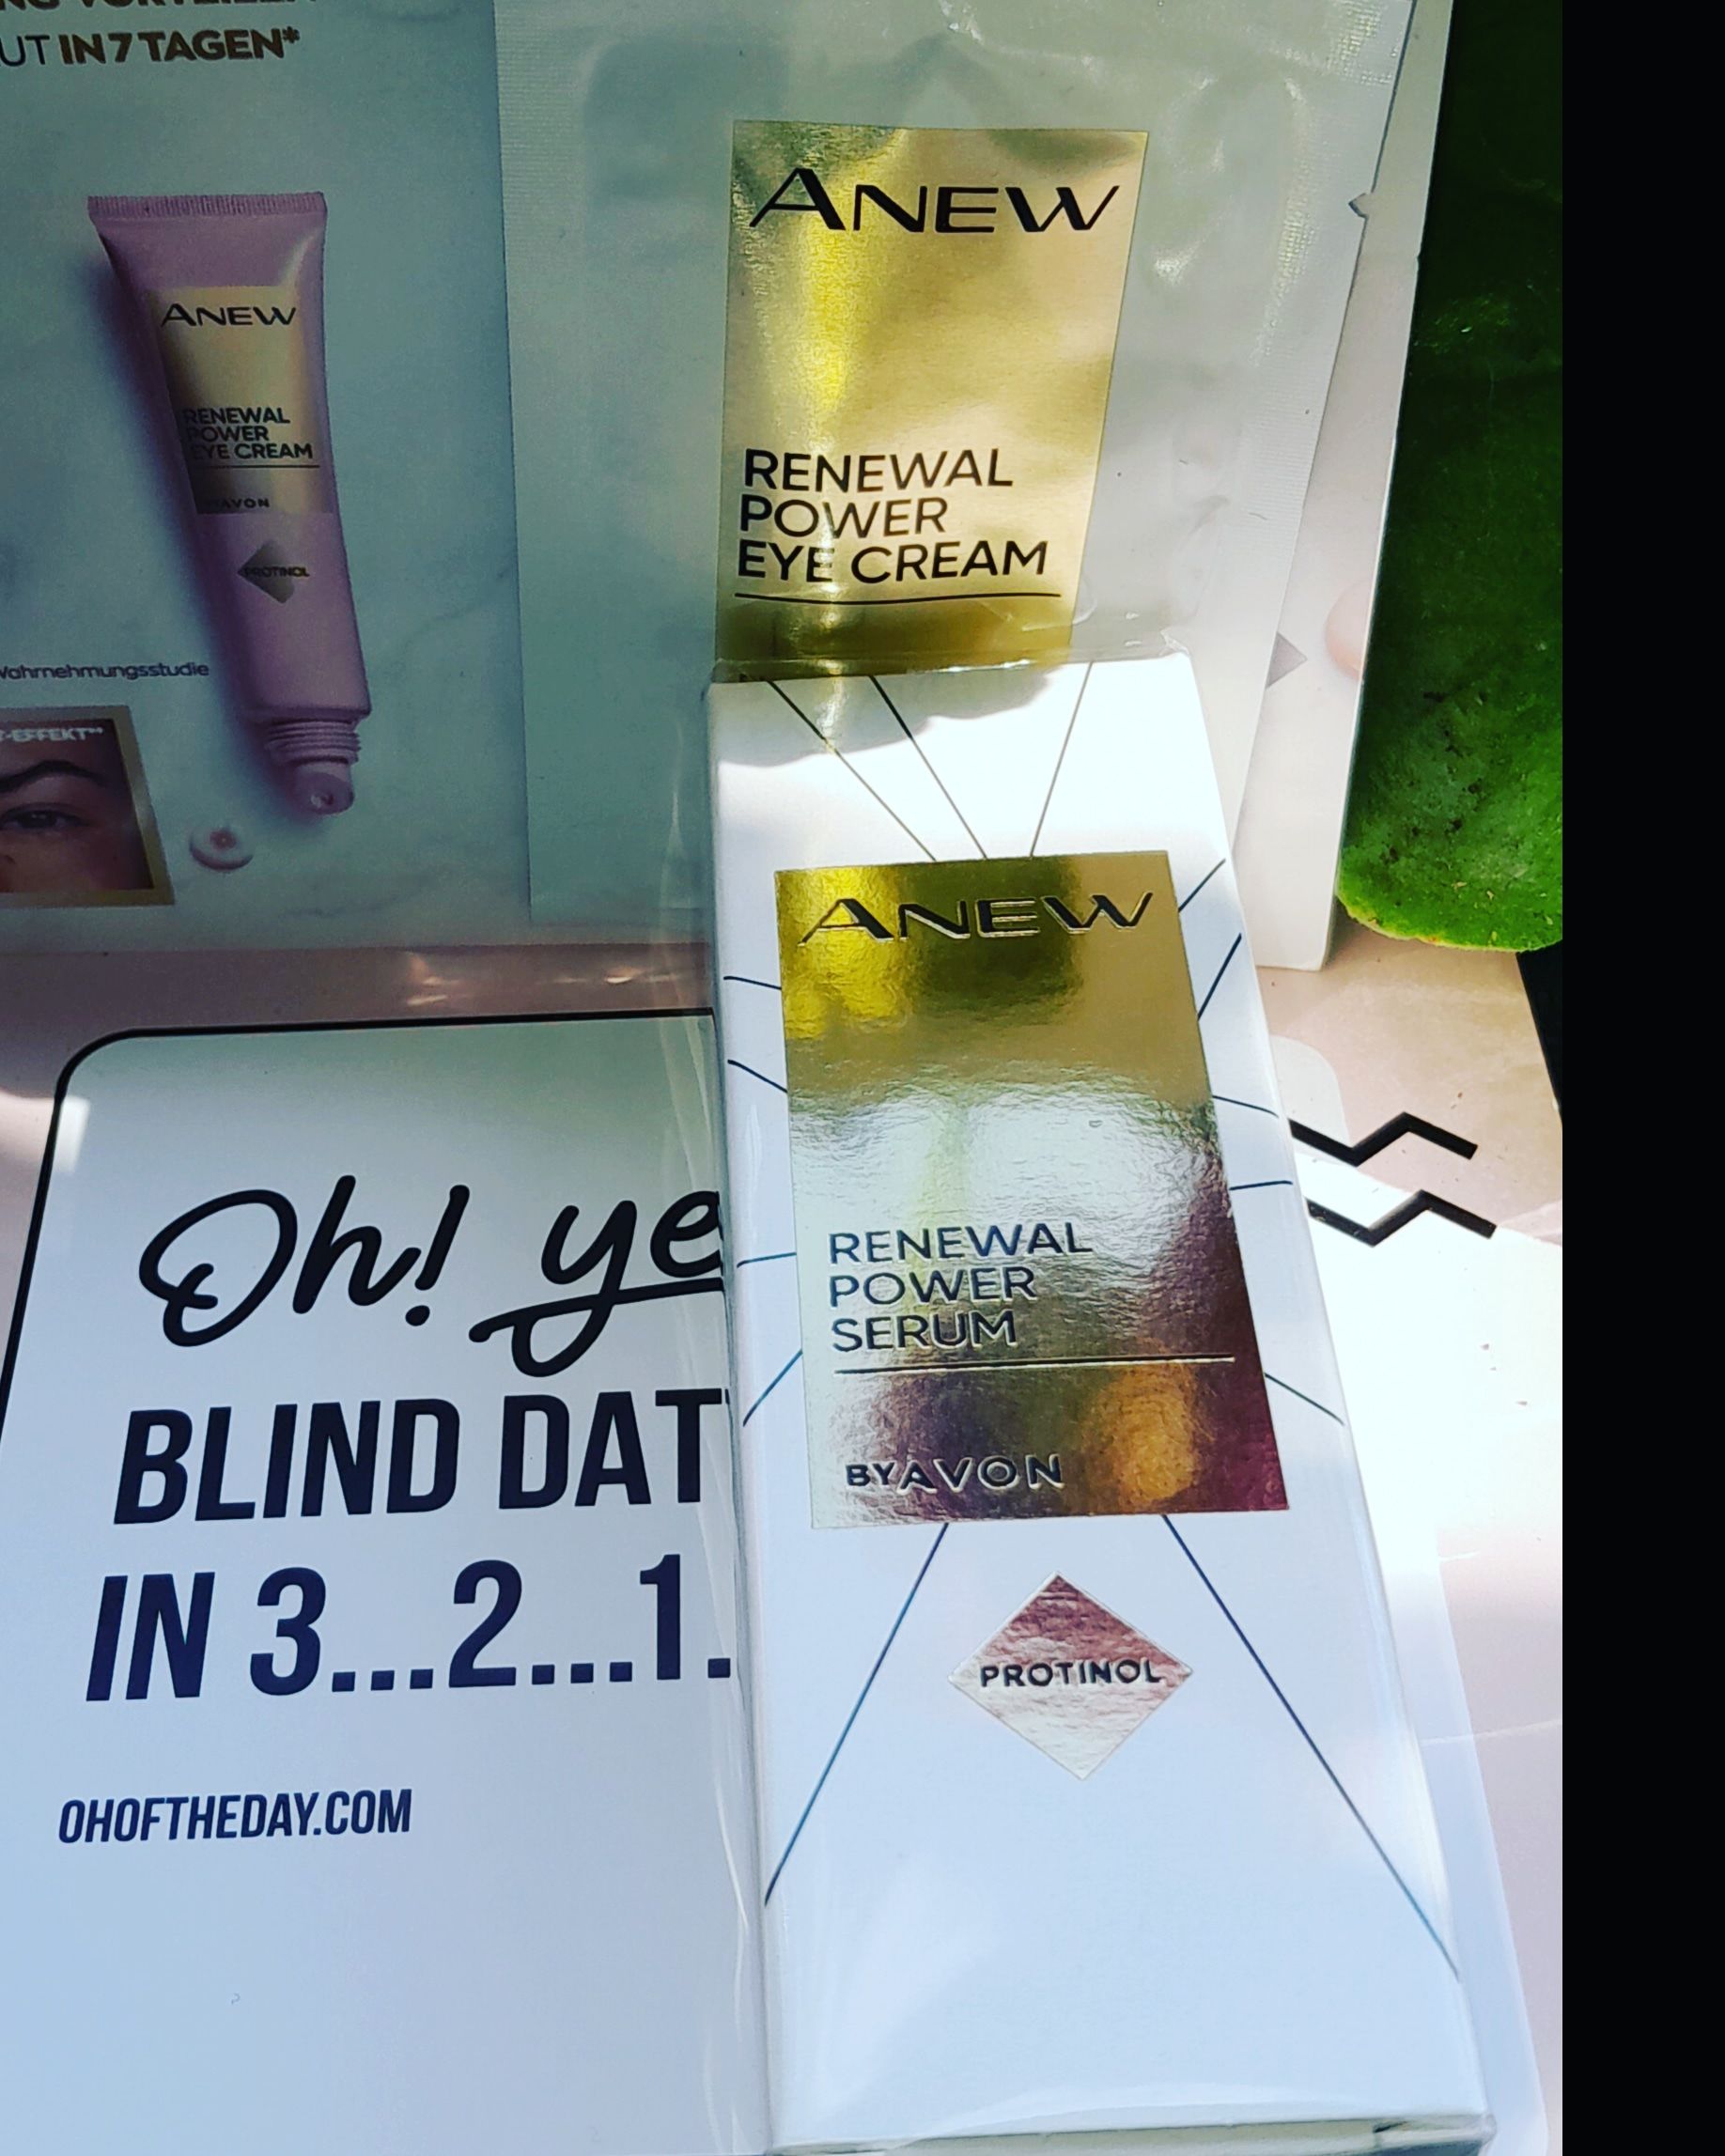 UT IN 7 TAGEN*
ANEW
RENEWAL
POWER
EYE CREAM
AVON
PROTINOL
Wahrnehmungsstudie
T-EFFEKT**
ANEW
RENEWAL
POWER
EYE CREAM
ANEW
RENEWAL
POWER
SERUM
BY AVON
PROTINOL
Oh! ye
BLIND DAT
IN 3...2...1.
OHOFTHEDAY.COM